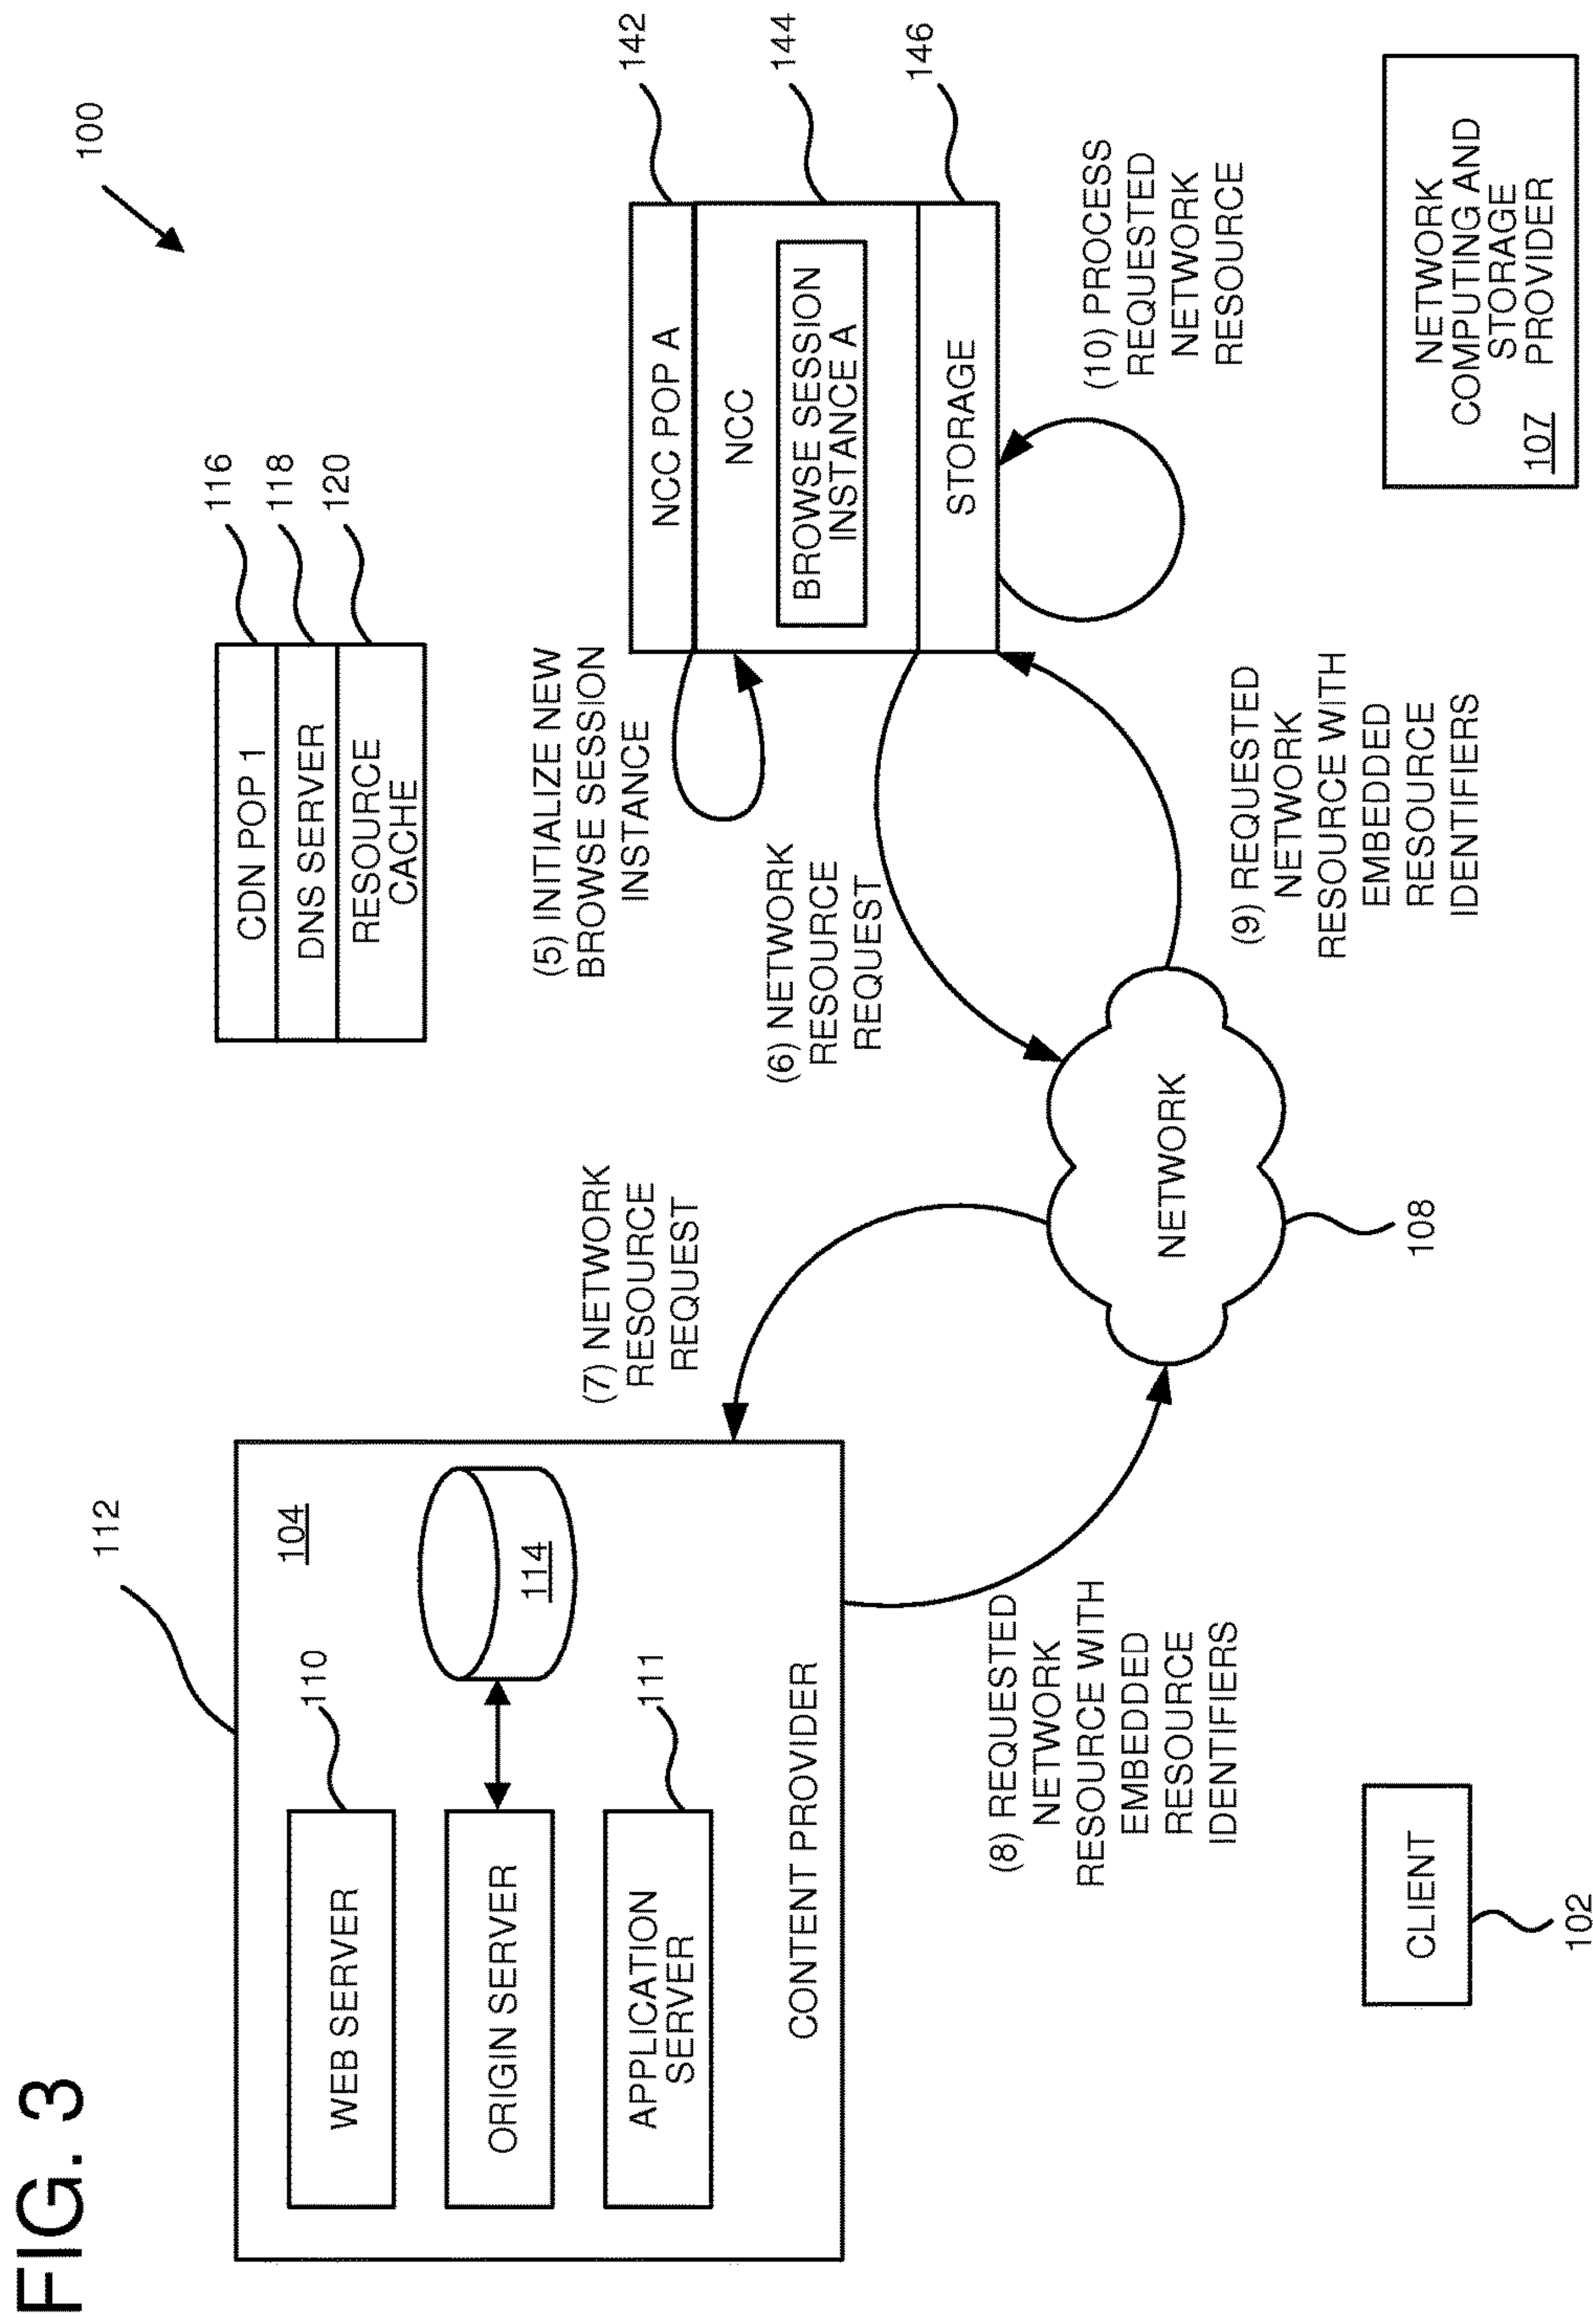 FIG. 3
100
112
104
110
WEB SERVER
ORIGIN SERVER
114
111
APPLICATION
SERVER
CONTENT PROVIDER
116
118
120
CDN POP 1
DNS SERVER
RESOURCE
CACHE
(5) INITIALIZE NEW
BROWSE SESSION
INSTANCE
142
144
146
NCC POP A
NCC
BROWSE SESSION
INSTANCE A
STORAGE
(6) NETWORK
RESOURCE
REQUEST
(7) NETWORK
RESOURCE
REQUEST
(8) REQUESTED
NETWORK
RESOURCE WITH
EMBEDDED
RESOURCE
IDENTIFIERS
NETWORK
108
(9) REQUESTED
NETWORK
RESOURCE WITH
EMBEDDED
RESOURCE
IDENTIFIERS
(10) PROCESS
REQUESTED
NETWORK
RESOURCE
CLIENT
102
NETWORK
COMPUTING AND
STORAGE
PROVIDER
107